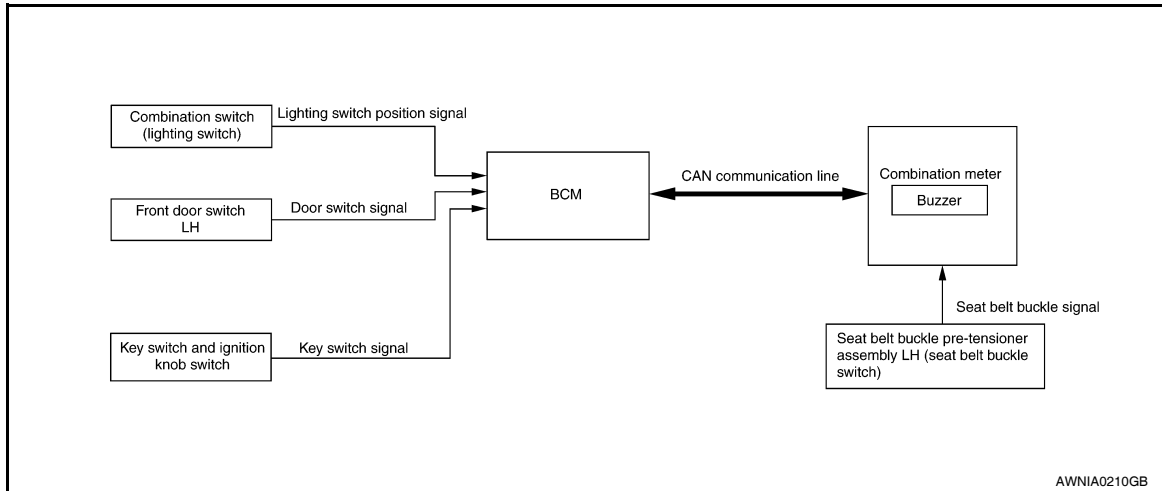 Combination switch
(lighting switch)
Lighting switch position signal
Front door switch
LH
Door switch signal
Key switch and ignition
knob switch
Key switch signal
BCM
CAN communication line
Combination meter
Buzzer
Seat belt buckle signal
Seat belt buckle pre-tensioner
assembly LH (seat belt buckle
switch)
AWNIA0210GB